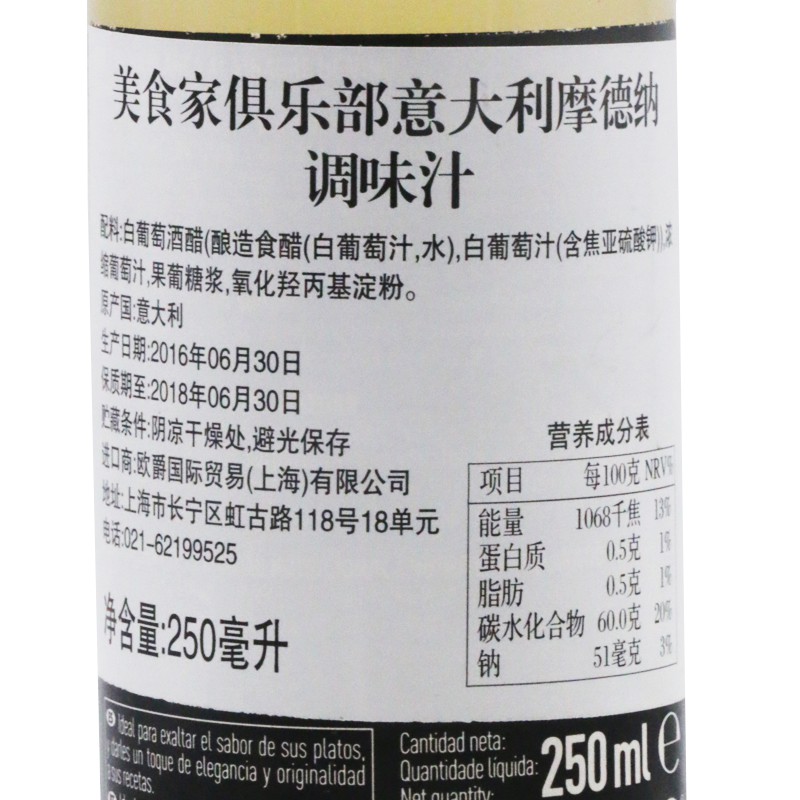 美食家俱乐部意大利摩德纳
调味汁
配料:白葡萄酒醋(酿造食醋(白葡萄汁,水),白葡萄汁(含焦亚硫酸钾)),浓
缩葡萄汁,果葡糖浆,氧化羟丙基淀粉。
原产国:意大利
生产日期:2016年06月30日
保质期至:2018年06月30日
贮藏条件:阴凉干燥处,避光保存
进口商:欧爵国际贸易(上海)有限公司
地址:上海市长宁区虹古路118号18单元
电话:021-62199525
净含量:250毫升
营养成分表
项目 每100克 NRV%
能量 1068千焦 13%
蛋白质 0.5克 1%
脂肪 0.5克 1%
碳水化合物 60.0克 20%
钠 51毫克 3%
E Ideal para exaltar el sabor de sus platos,
y darles un toque de elegancia y originalidad
a sus recetas.
Cantidad neta:
Quantidade líquida:
Net quantity:
250 ml e